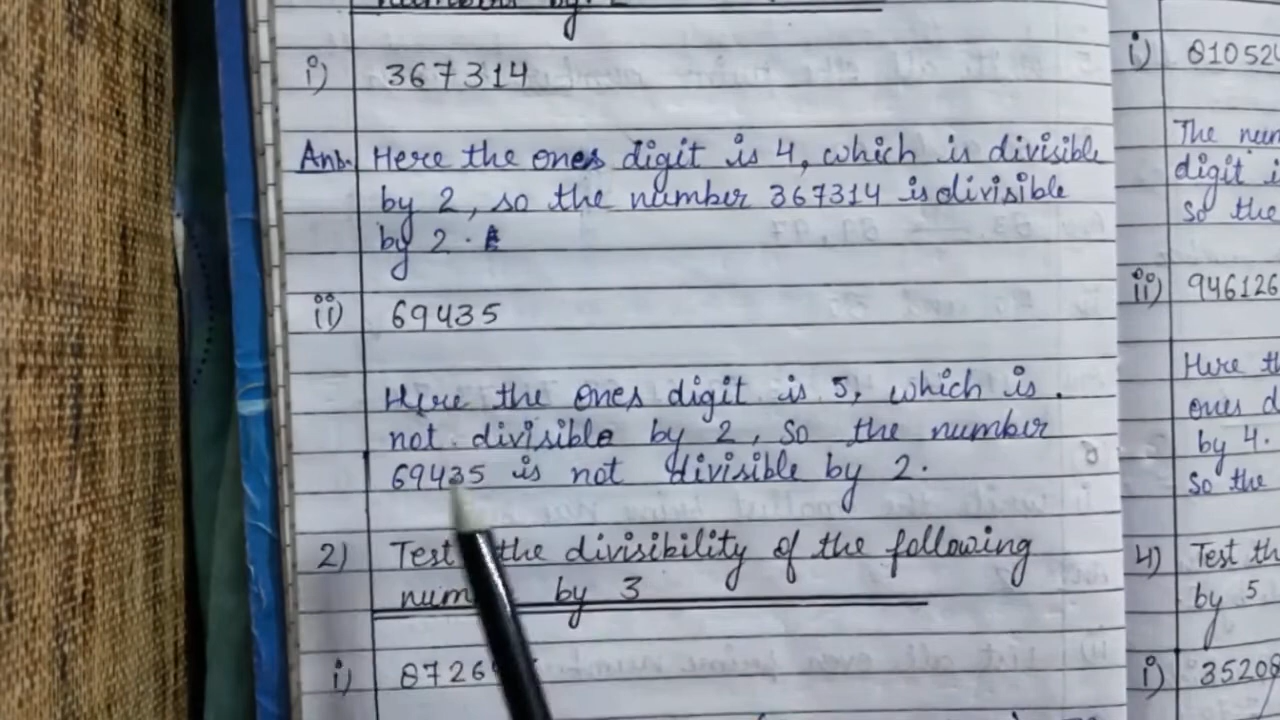 by
i) 367314
Ans. Here the ones digit is 4, which is divisible
by 2, so the number 367314 is divisible
by 2.
ii) 69435
Here the ones digit is 5, which is
not divisible by 2, so the number
69435 is not divisible by 2.
2) Test the divisibility of the following
by 3
i) 8726
i) 81052
The
digit
So the
ii) 946126
Here
ones
by 4.
So the
4) Test
by 5
i) 3520